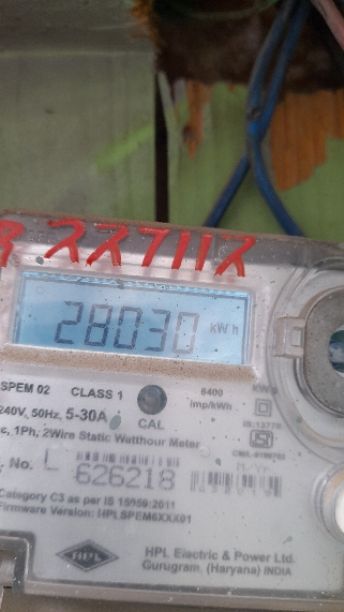 28030 kWh
SPEM 02 CLASS 1 6400 imp/kWh
240V, 50Hz, 5-30A CAL
1Ph, 2Wire Static Watthour Meter
No. L 626218
Category C3 as per IS 15959:2011
Firmware Version: HPLSPEM6XXX01
HPL
HPL Electric & Power Ltd.
Gurugram, (Haryana) INDIA